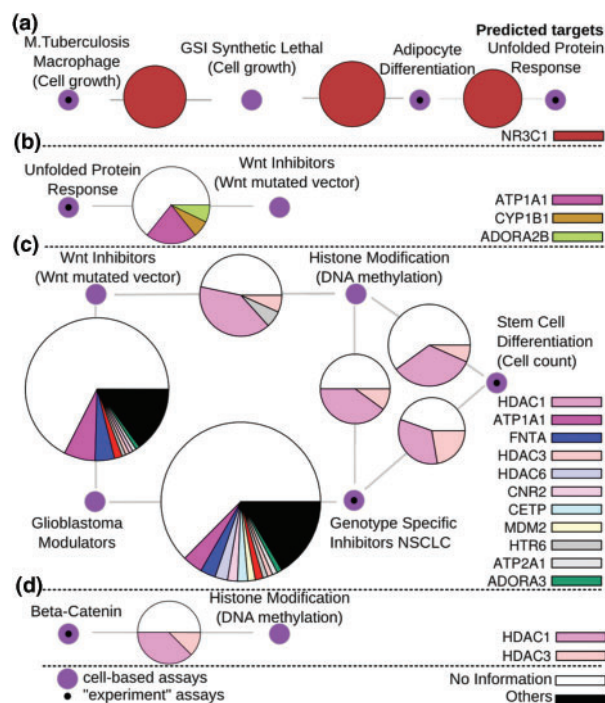 (a)
M.Tuberculosis
Macrophage
(Cell growth)
GSI Synthetic Lethal
(Cell growth)
Adipocyte
Differentiation
Predicted targets
Unfolded Protein
Response
NR3C1
(b)
Unfolded Protein
Response
Wnt Inhibitors
(Wnt mutated vector)
ATP1A1
CYP1B1
ADORA2B
(c)
Wnt Inhibitors
(Wnt mutated vector)
Histone Modification
(DNA methylation)
Stem Cell
Differentiation
(Cell count)
Glioblastoma
Modulators
Genotype Specific
Inhibitors NSCLC
HDAC1
ATP1A1
FNTA
HDAC3
HDAC6
CNR2
CETP
MDM2
HTR6
ATP2A1
ADORA3
(d)
Beta-Catenin
Histone Modification
(DNA methylation)
HDAC1
HDAC3
cell-based assays
"experiment" assays
No Information
Others